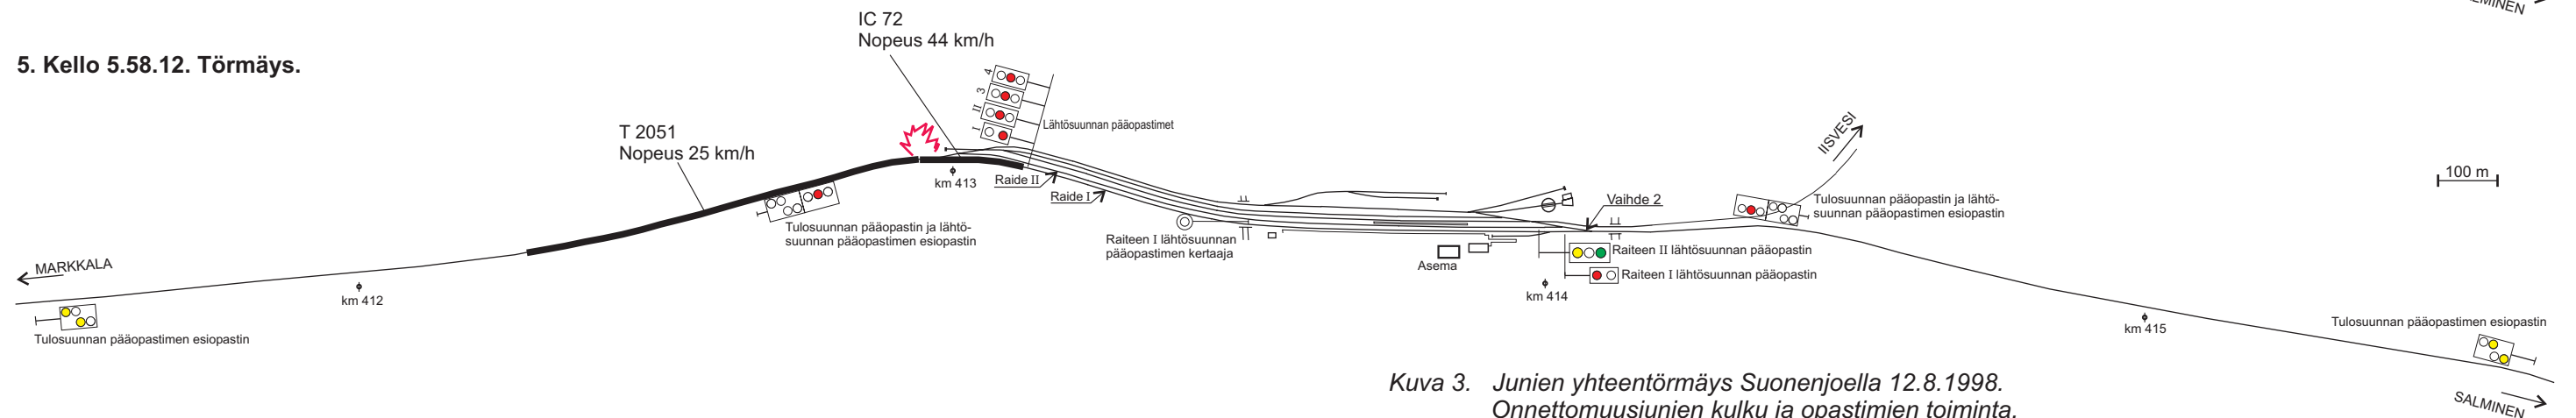 SALMINEN
IC 72
Nopeus 44 km/h
5. Kello 5.58.12. Törmäys.
4
3
II
I
Lähtösuunnan pääopastimet
T 2051
Nopeus 25 km/h
km 413
Raide II
Raide I
IISVESI
100 m
Vaihde 2
Tulosuunnan pääopastin ja lähtö-
suunnan pääopastimen esiopastin
Tulosuunnan pääopastin ja lähtö-
suunnan pääopastimen esiopastin
Raiteen I lähtösuunnan
pääopastimen kertaaja
Asema
Raiteen II lähtösuunnan pääopastin
Raiteen I lähtösuunnan pääopastin
MARKKALA
km 412
km 414
km 415
Tulosuunnan pääopastimen esiopastin
Tulosuunnan pääopastimen esiopastin
SALMINEN
Kuva 3. Junien yhteentörmäys Suonenjoella 12.8.1998.
Onnettomuusjunien kulku ja opastimien toiminta.